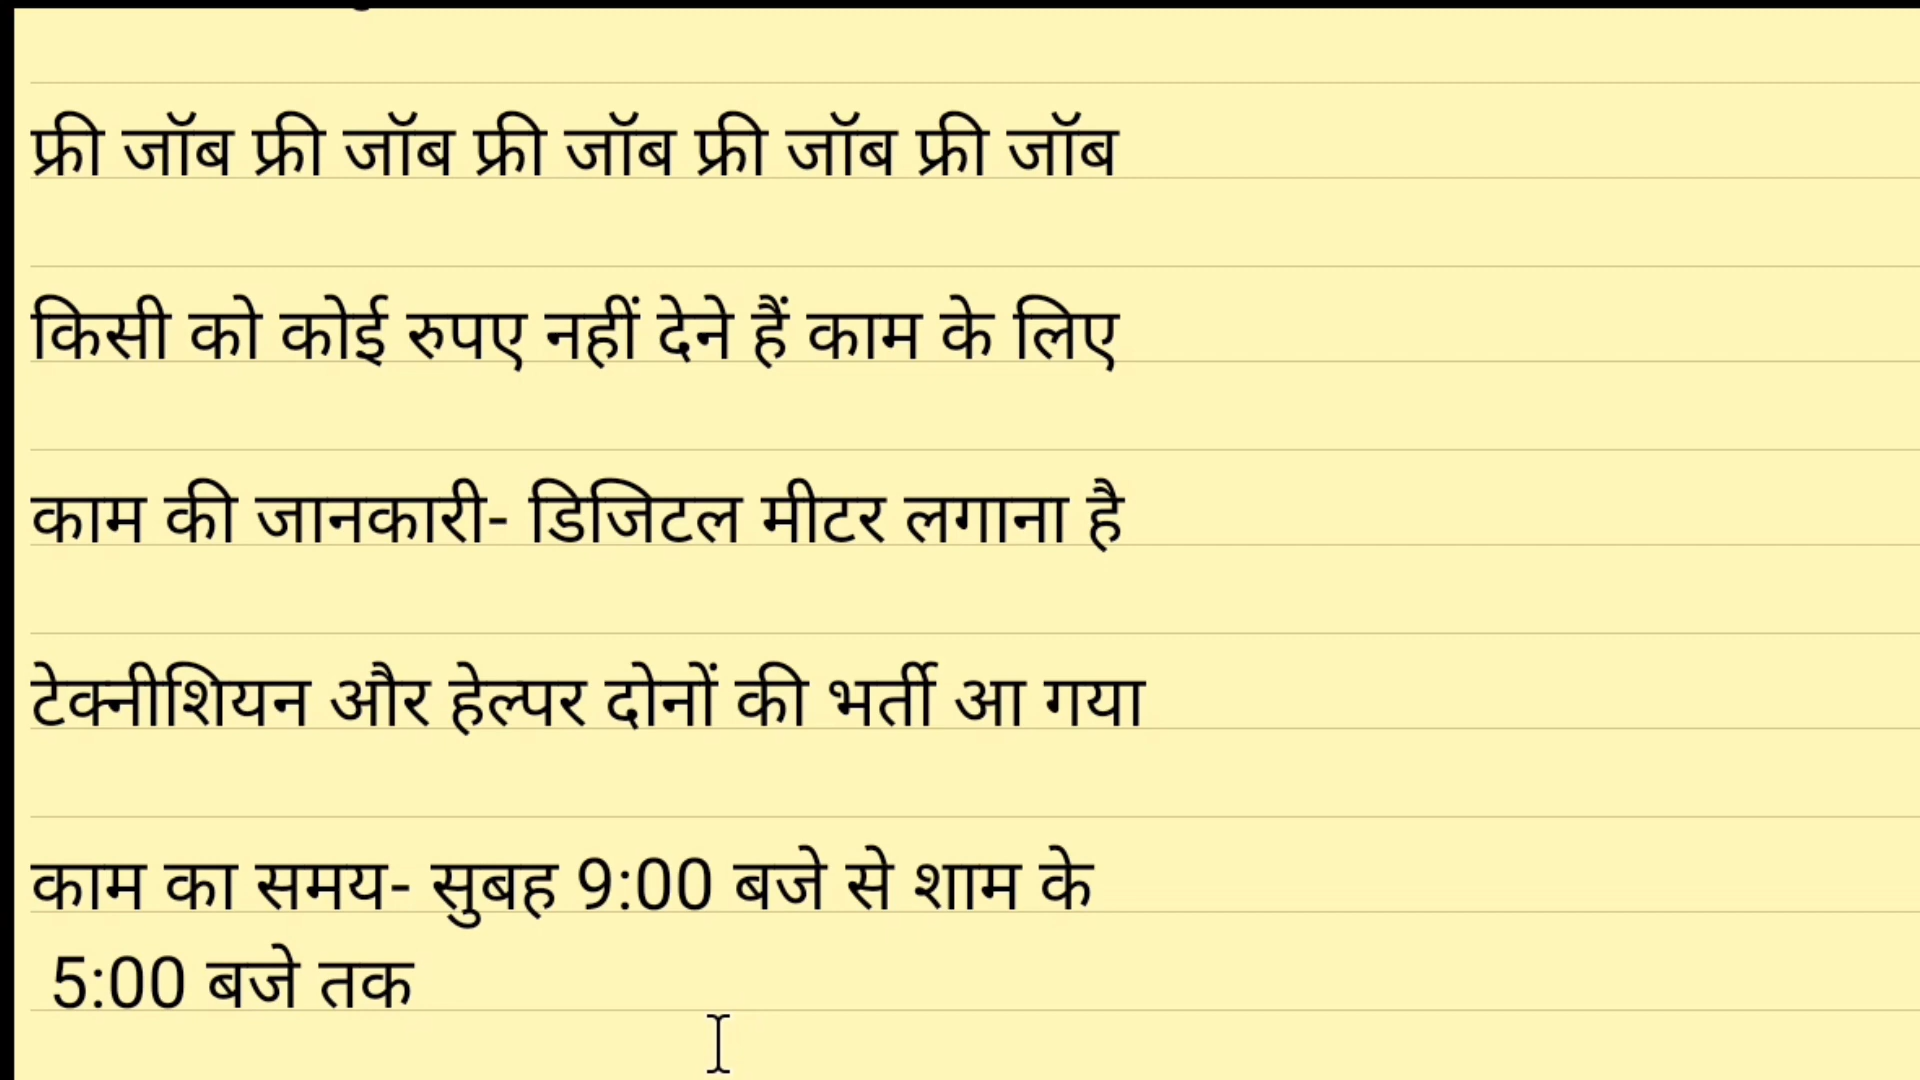 फ्री जॉब फ्री जॉब फ्री जॉब फ्री जॉब फ्री जॉब
किसी को कोई रुपए नहीं देने हैं काम के लिए
काम की जानकारी- डिजिटल मीटर लगाना है
टेक्नीशियन और हेल्पर दोनों की भर्ती आ गया
काम का समय- सुबह 9:00 बजे से शाम के
5:00 बजे तक